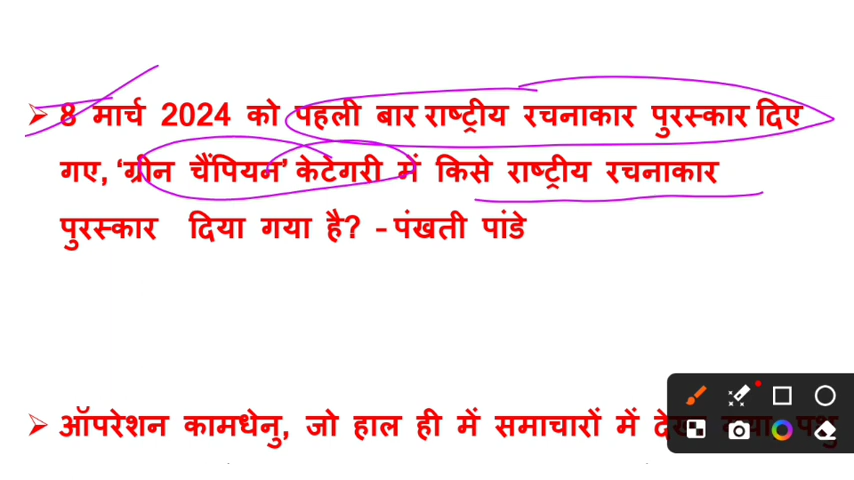 ➢ 8 मार्च 2024 को पहली बार राष्ट्रीय रचनाकार पुरस्कार दिए
गए, ‘ग्रीन चैंपियन’ केटेगरी में किसे राष्ट्रीय रचनाकार
पुरस्कार दिया गया है? – पंखती पांडे
➢ ऑपरेशन कामधेनु, जो हाल ही में समाचारों में